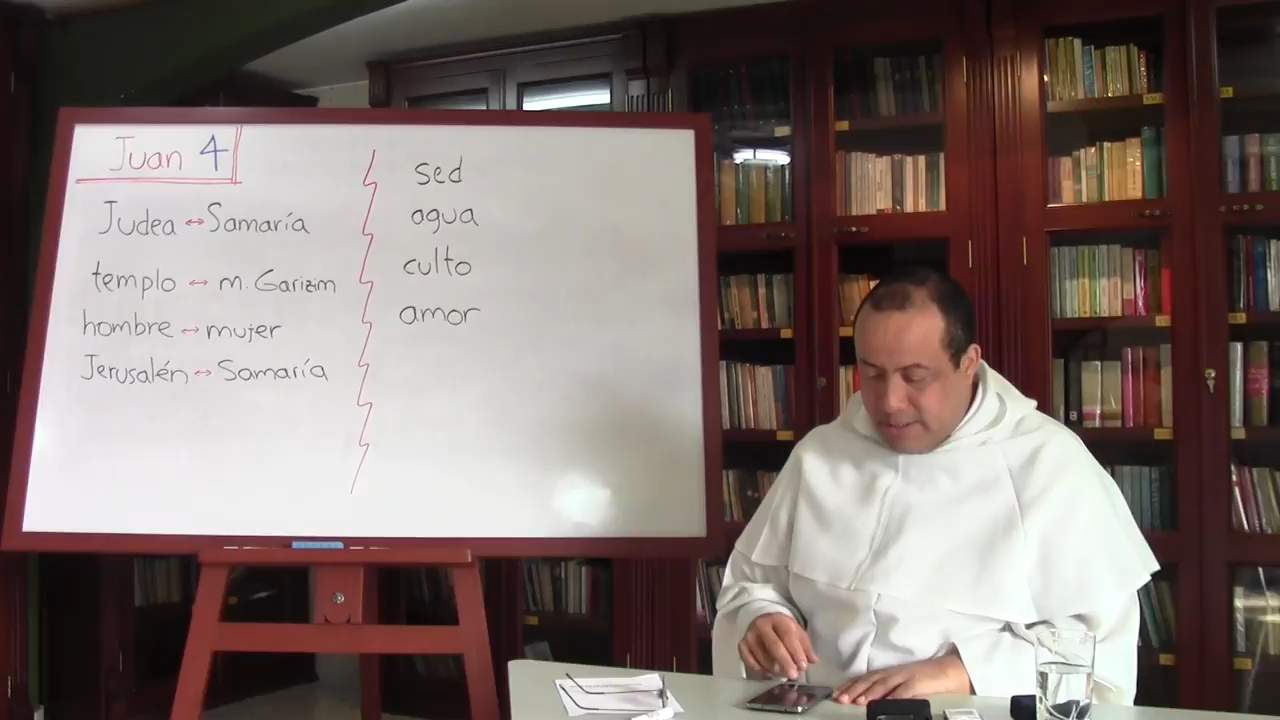 Juan 4
Judea ↔ Samaría
templo ↔ m. Garizim
hombre ↔ mujer
Jerusalén ↔ Samaría
sed
agua
culto
amor